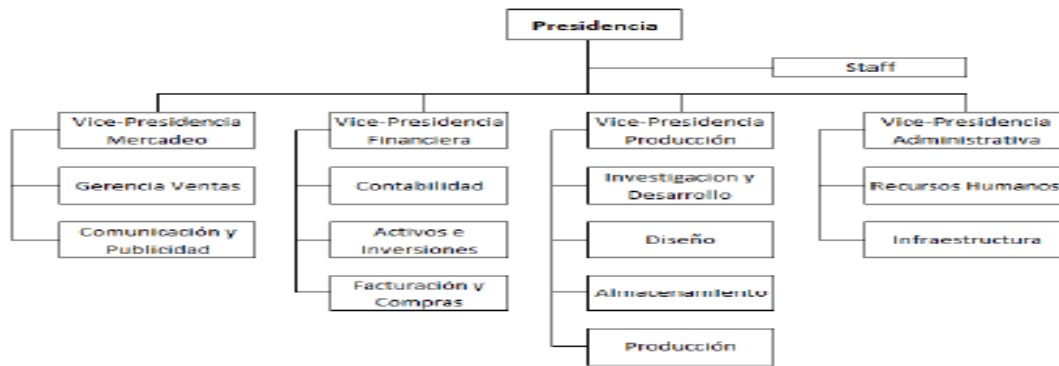 Presidencia
Staff
Vice-Presidencia
Mercadeo
Vice-Presidencia
Financiera
Vice-Presidencia
Producción
Vice-Presidencia
Administrativa
Gerencia Ventas
Contabilidad
Investigacion y
Desarrollo
Recursos Humanos
Comunicación y
Publicidad
Activos e
Inversiones
Diseño
Infraestructura
Facturación y
Compras
Almacenamiento
Producción